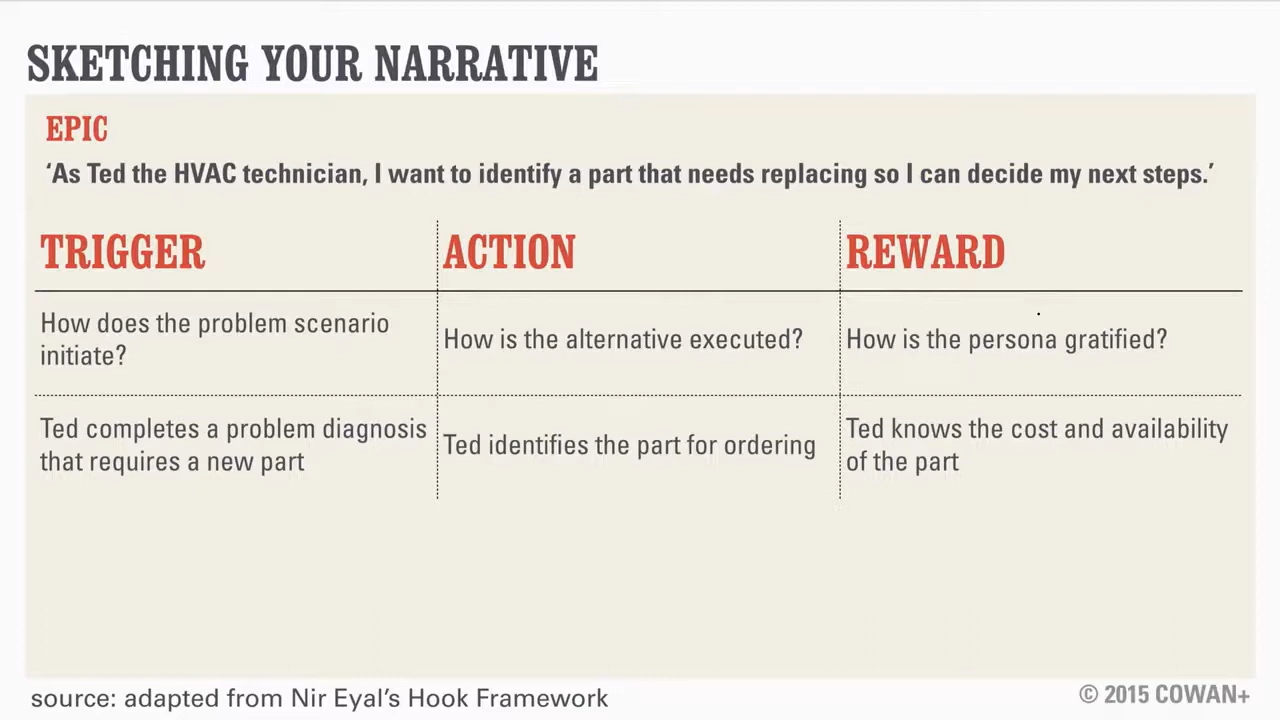 SKETCHING YOUR NARRATIVE
EPIC
‘As Ted the HVAC technician, I want to identify a part that needs replacing so I can decide my next steps.’
TRIGGER
ACTION
REWARD
How does the problem scenario
initiate?
How is the alternative executed?
How is the persona gratified?
Ted completes a problem diagnosis
that requires a new part
Ted identifies the part for ordering
Ted knows the cost and availability
of the part
source: adapted from Nir Eyal’s Hook Framework
© 2015 COWAN+